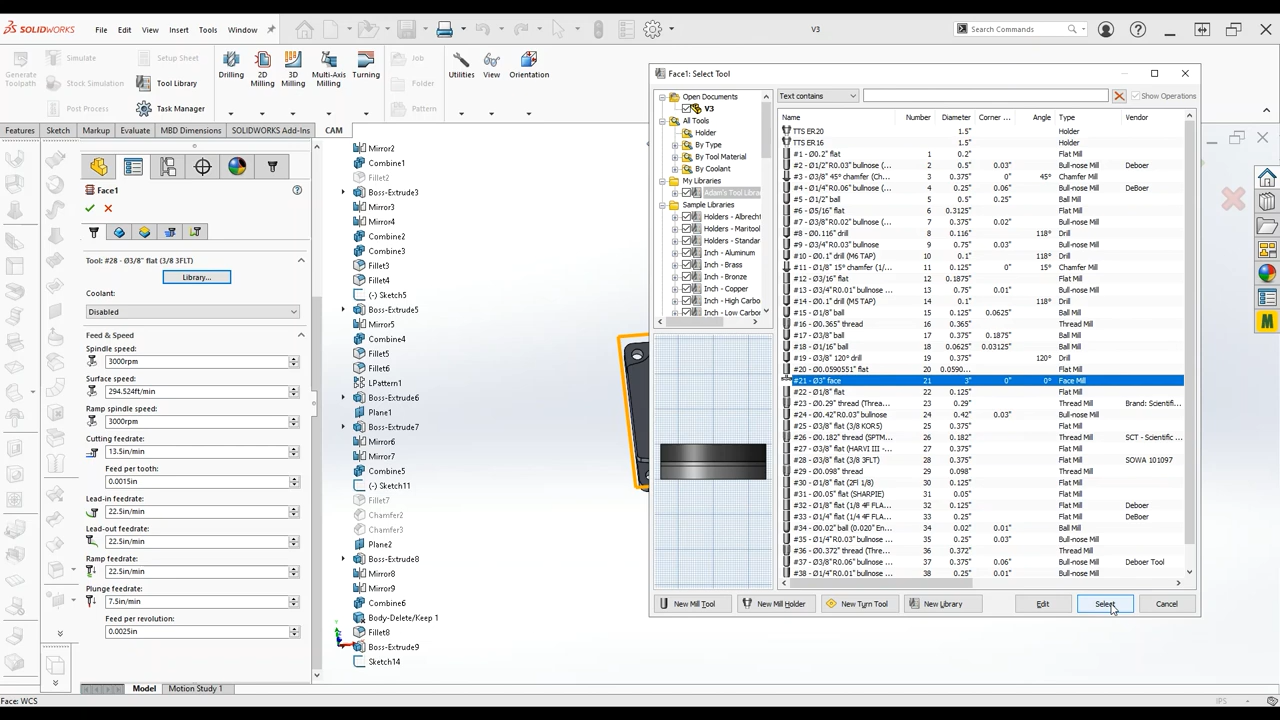 SOLIDWORKS File Edit View Insert Tools Window V3 Search Commands
Generate Toolpath
Simulate
Stock Simulation
Post Process
Setup Sheet
Tool Library
Task Manager
Drilling
2D Milling
3D Milling
Multi-Axis Milling
Turning
Job
Folder
Pattern
Utilities
View
Orientation
Features Sketch Markup Evaluate MBD Dimensions SOLIDWORKS Add-Ins CAM
Face1
Tool: #28 - Ø3/8" flat (3/8 3FLT)
Library...
Coolant:
Disabled
Feed & Speed
Spindle speed:
3000rpm
Surface speed:
294.524ft/min
Ramp spindle speed:
3000rpm
Cutting feedrate:
13.5in/min
Feed per tooth:
0.0015in
Lead-in feedrate:
22.5in/min
Lead-out feedrate:
22.5in/min
Ramp feedrate:
22.5in/min
Plunge feedrate:
7.5in/min
Feed per revolution:
0.0025in
Mirror2
Combine1
Fillet2
Boss-Extrude3
Mirror3
Mirror4
Combine2
Combine3
Fillet3
Fillet4
(-) Sketch5
Boss-Extrude5
Mirror5
Combine4
Fillet5
Fillet6
LPattern1
Boss-Extrude6
Plane1
Boss-Extrude7
Mirror6
Mirror7
Combine5
(-) Sketch11
Fillet7
Chamfer2
Chamfer3
Plane2
Boss-Extrude8
Mirror8
Mirror9
Combine6
Body-Delete/Keep 1
Fillet8
Boss-Extrude9
Sketch14
Face1: Select Tool
Open Documents
V3
All Tools
Holder
By Type
By Tool Material
By Coolant
My Libraries
Adam's Tool Libra
Sample Libraries
Holders - Albrecht
Holders - Maritool
Holders - Standar
Inch - Aluminum
Inch - Brass
Inch - Bronze
Inch - Copper
Inch - High Carbo
Inch - Low Carbor
Text contains Show Operations
Name Number Diameter Corner ... Angle Type Vendor
TTS ER20 1.5" Holder
TTS ER16 1.5" Holder
#1 - Ø0.2" flat 1 0.2" Flat Mill
#2 - Ø1/2"R0.03" bullnose (... 2 0.5" 0.03" Bull-nose Mill Deboer
#3 - Ø3/8" 45° chamfer (Ch... 3 0.375" 0" 45° Chamfer Mill
#4 - Ø1/4"R0.06" bullnose (... 4 0.25" 0.06" Bull-nose Mill Deboer
#5 - Ø1/2" ball 5 0.5" 0.25" Ball Mill
#6 - Ø5/16" flat 6 0.3125" Flat Mill
#7 - Ø3/8"R0.02" bullnose (... 7 0.375" 0.02" Bull-nose Mill
#8 - Ø0.116" drill 8 0.116" 118° Drill
#9 - Ø3/4"R0.03" bullnose 9 0.75" 0.03" Bull-nose Mill
#10 - Ø0.1" drill (M6 TAP) 10 0.1" 118° Drill
#11 - Ø1/8" 15° chamfer (1/... 11 0.125" 0" 15° Chamfer Mill
#12 - Ø3/16" flat 12 0.1875" Flat Mill
#13 - Ø3/4"R0.01" bullnose... 13 0.75" 0.01" Bull-nose Mill
#14 - Ø0.1" drill (M5 TAP) 14 0.1" 118° Drill
#15 - Ø1/8" ball 15 0.125" 0.0625" Ball Mill
#16 - Ø0.365" thread 16 0.365" Thread Mill
#17 - Ø3/8" ball 17 0.375" 0.1875" Ball Mill
#18 - Ø1/16" ball 18 0.0625" 0.03125" Ball Mill
#19 - Ø3/8" 120° drill 19 0.375" 120° Drill
#20 - Ø0.0590551" flat 20 0.0590... Flat Mill
#21 - Ø3" face 21 3" 0" 0° Face Mill
#22 - Ø1/8" flat 22 0.125" Flat Mill
#23 - Ø0.29" thread (Thread... 23 0.29" Thread Mill Brand: Scientif...
#24 - Ø0.42"R0.03" bullnose 24 0.42" 0.03" Bull-nose Mill
#25 - Ø3/8" flat (3/8 KOR5) 25 0.375" Flat Mill
#26 - Ø0.182" thread (SPTM... 26 0.182" Thread Mill SCT - Scientific ...
#27 - Ø3/8" flat (HARVI III -... 27 0.375" Flat Mill
#28 - Ø3/8" flat (3/8 3FLT) 28 0.375" Flat Mill SOWA 101097
#29 - Ø0.098" thread 29 0.098" Thread Mill
#30 - Ø1/8" flat (2Fl 1/8) 30 0.125" Flat Mill
#31 - Ø0.05" flat (SHARPIE) 31 0.05" Flat Mill
#32 - Ø1/8" flat (1/8 4F FLA... 32 0.125" Flat Mill Deboer
#33 - Ø1/4" flat (1/4 4F FLA... 33 0.25" Flat Mill DeBoer
#34 - Ø0.02" ball (0.020" En... 34 0.02" 0.01" Ball Mill
#35 - Ø1/4"R0.03" bullnose... 35 0.25" 0.03" Bull-nose Mill
#36 - Ø0.372" thread (Threa... 36 0.372" Thread Mill
#37 - Ø3/8"R0.06" bullnose... 37 0.375" 0.06" Bull-nose Mill Deboer Tool
#38 - Ø1/4"R0.01" bullnose... 38 0.25" 0.01" Bull-nose Mill
New Mill Tool New Mill Holder New Turn Tool New Library Edit Select Cancel
Model Motion Study 1
Face: WCS IPS